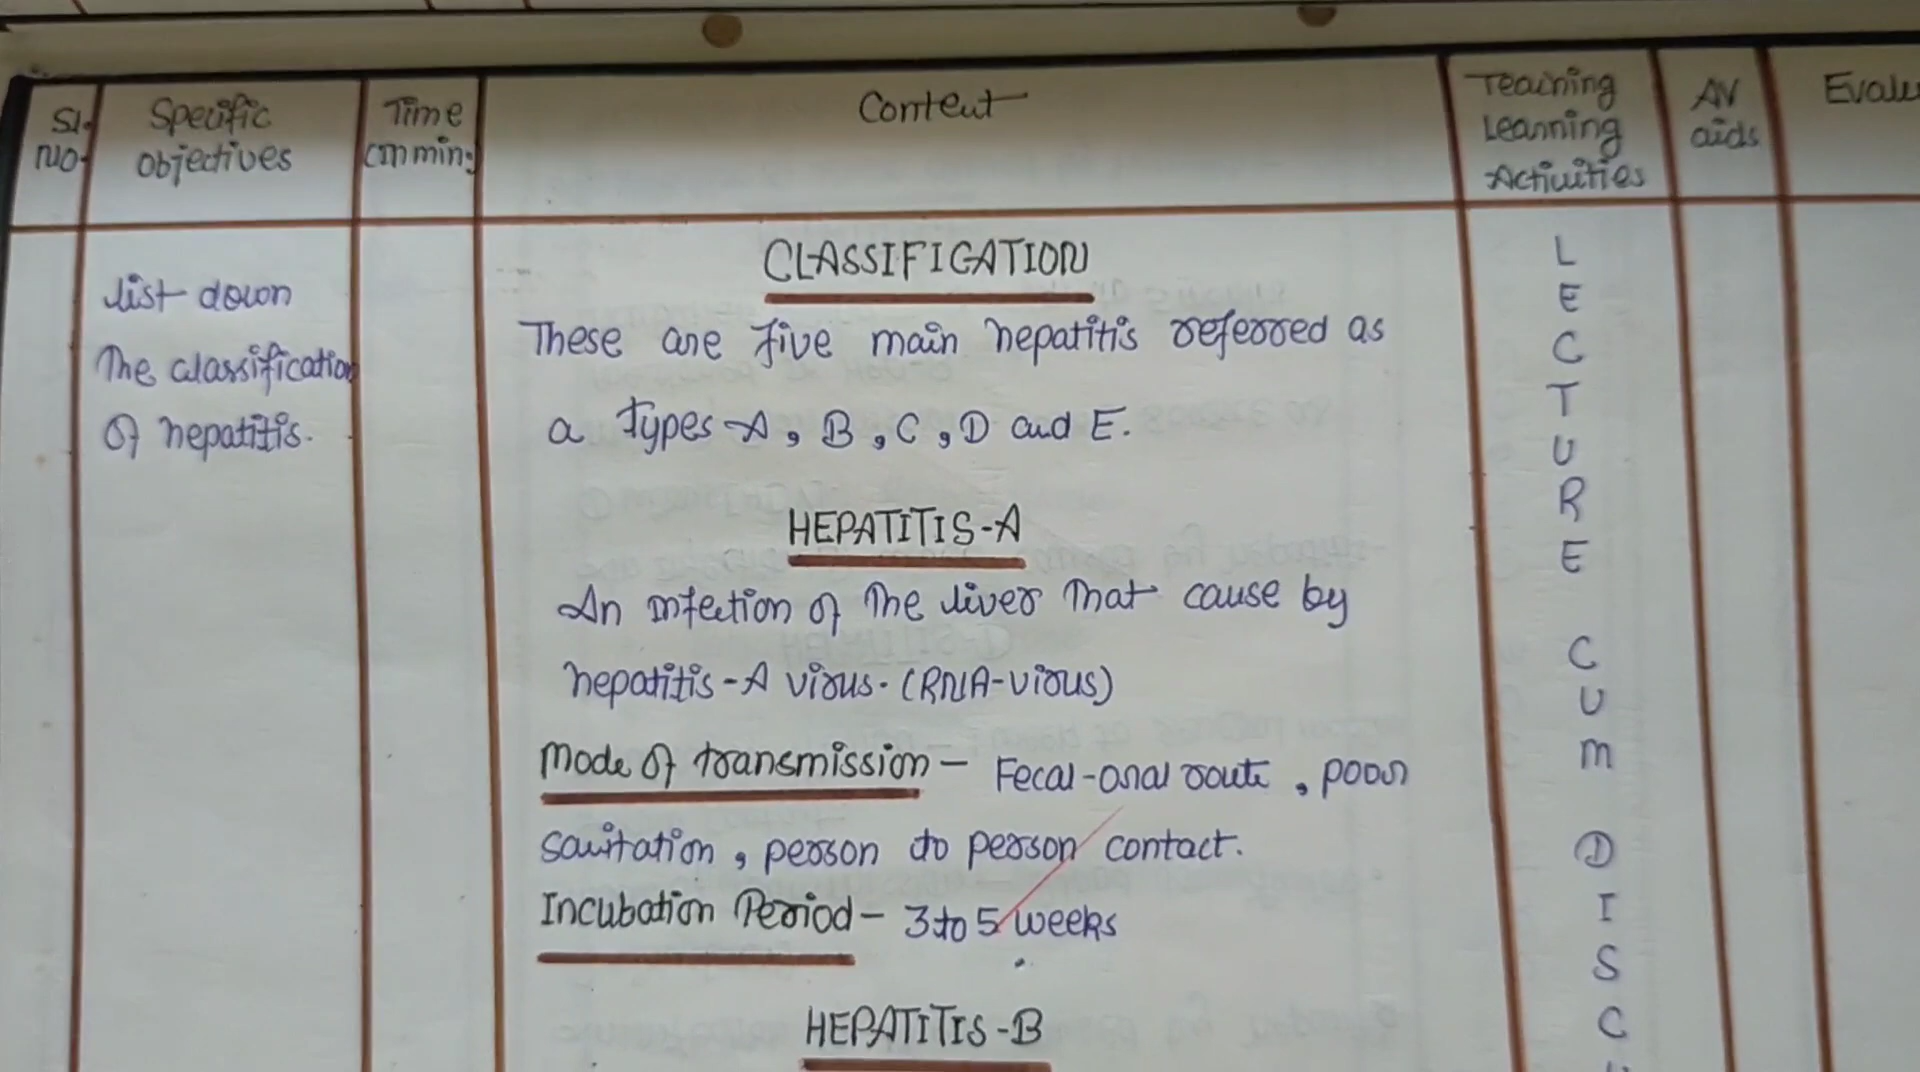 Sl. No.
Specific objectives
Time (in min)
Content
Teaching Learning Activities
AV aids
Evalu
list down
The classification
of hepatitis.
CLASSIFICATION
These are five main hepatitis referred as
a types - A, B, C, D and E.
HEPATITIS-A
An infection of the liver that cause by
hepatitis-A virus. (RNA-virus)
Mode of transmission - Fecal-oral route, poor
sanitation, person to person contact.
Incubation Period - 3 to 5 weeks
HEPATITIS-B
LECTURE
CUM
DISC